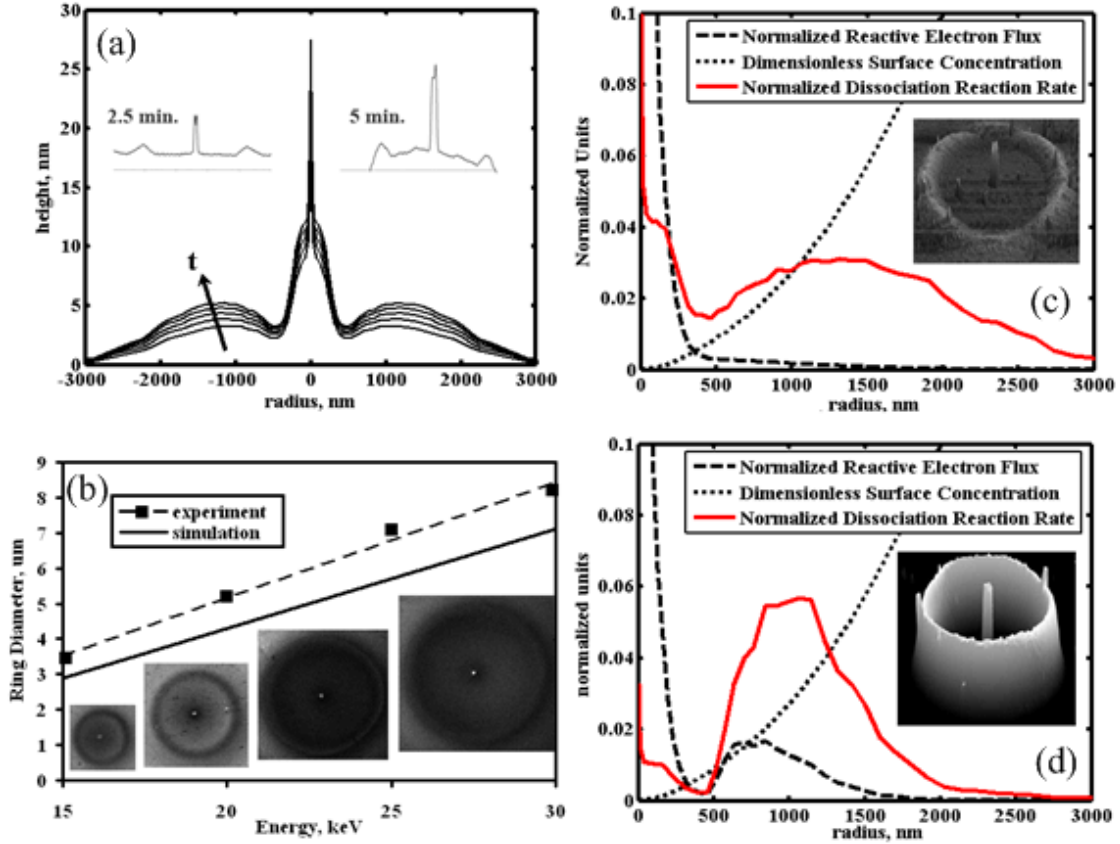 (a)
30
25
20
15
10
5
0
height, nm
2.5 min.
5 min.
t
-3000 -2000 -1000 0 1000 2000 3000
radius, nm
(b)
9
8
7
6
5
4
3
2
1
0
Ring Diameter, um
experiment
simulation
15 20 25 30
Energy, keV
(c)
0.1
0.08
0.06
0.04
0.02
0
Normalized Units
Normalized Reactive Electron Flux
Dimensionless Surface Concentration
Normalized Dissociation Reaction Rate
0 500 1000 1500 2000 2500 3000
radius, nm
(d)
0.1
0.08
0.06
0.04
0.02
0
normalized units
Normalized Reactive Electron Flux
Dimensionless Surface Concentration
Normalized Dissociation Reaction Rate
0 500 1000 1500 2000 2500 3000
radius, nm